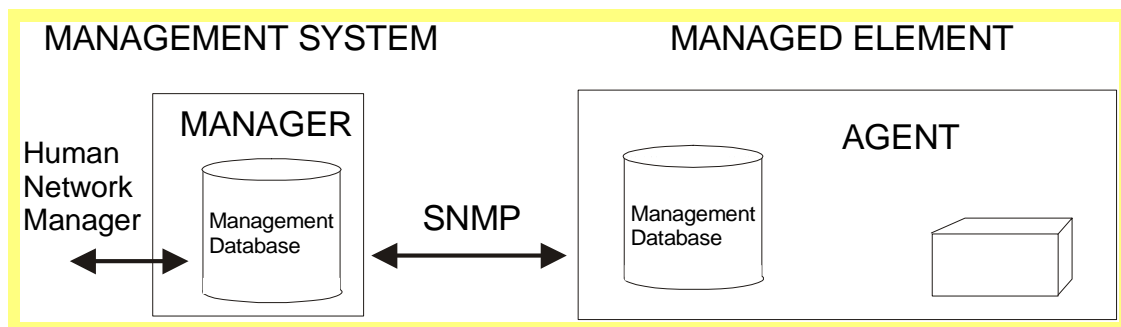 MANAGEMENT SYSTEM
MANAGED ELEMENT
MANAGER
AGENT
Human
Network
Manager
Management
Database
SNMP
Management
Database